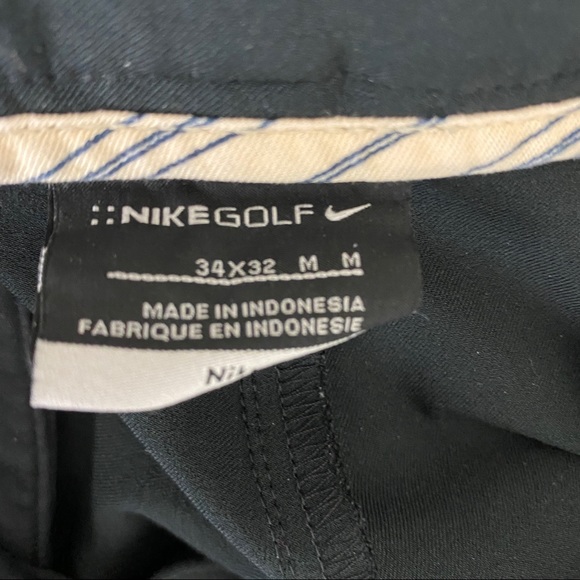 NIKEGOLF
34X32 M M
MADE IN INDONESIA
FABRIQUE EN INDONESIE